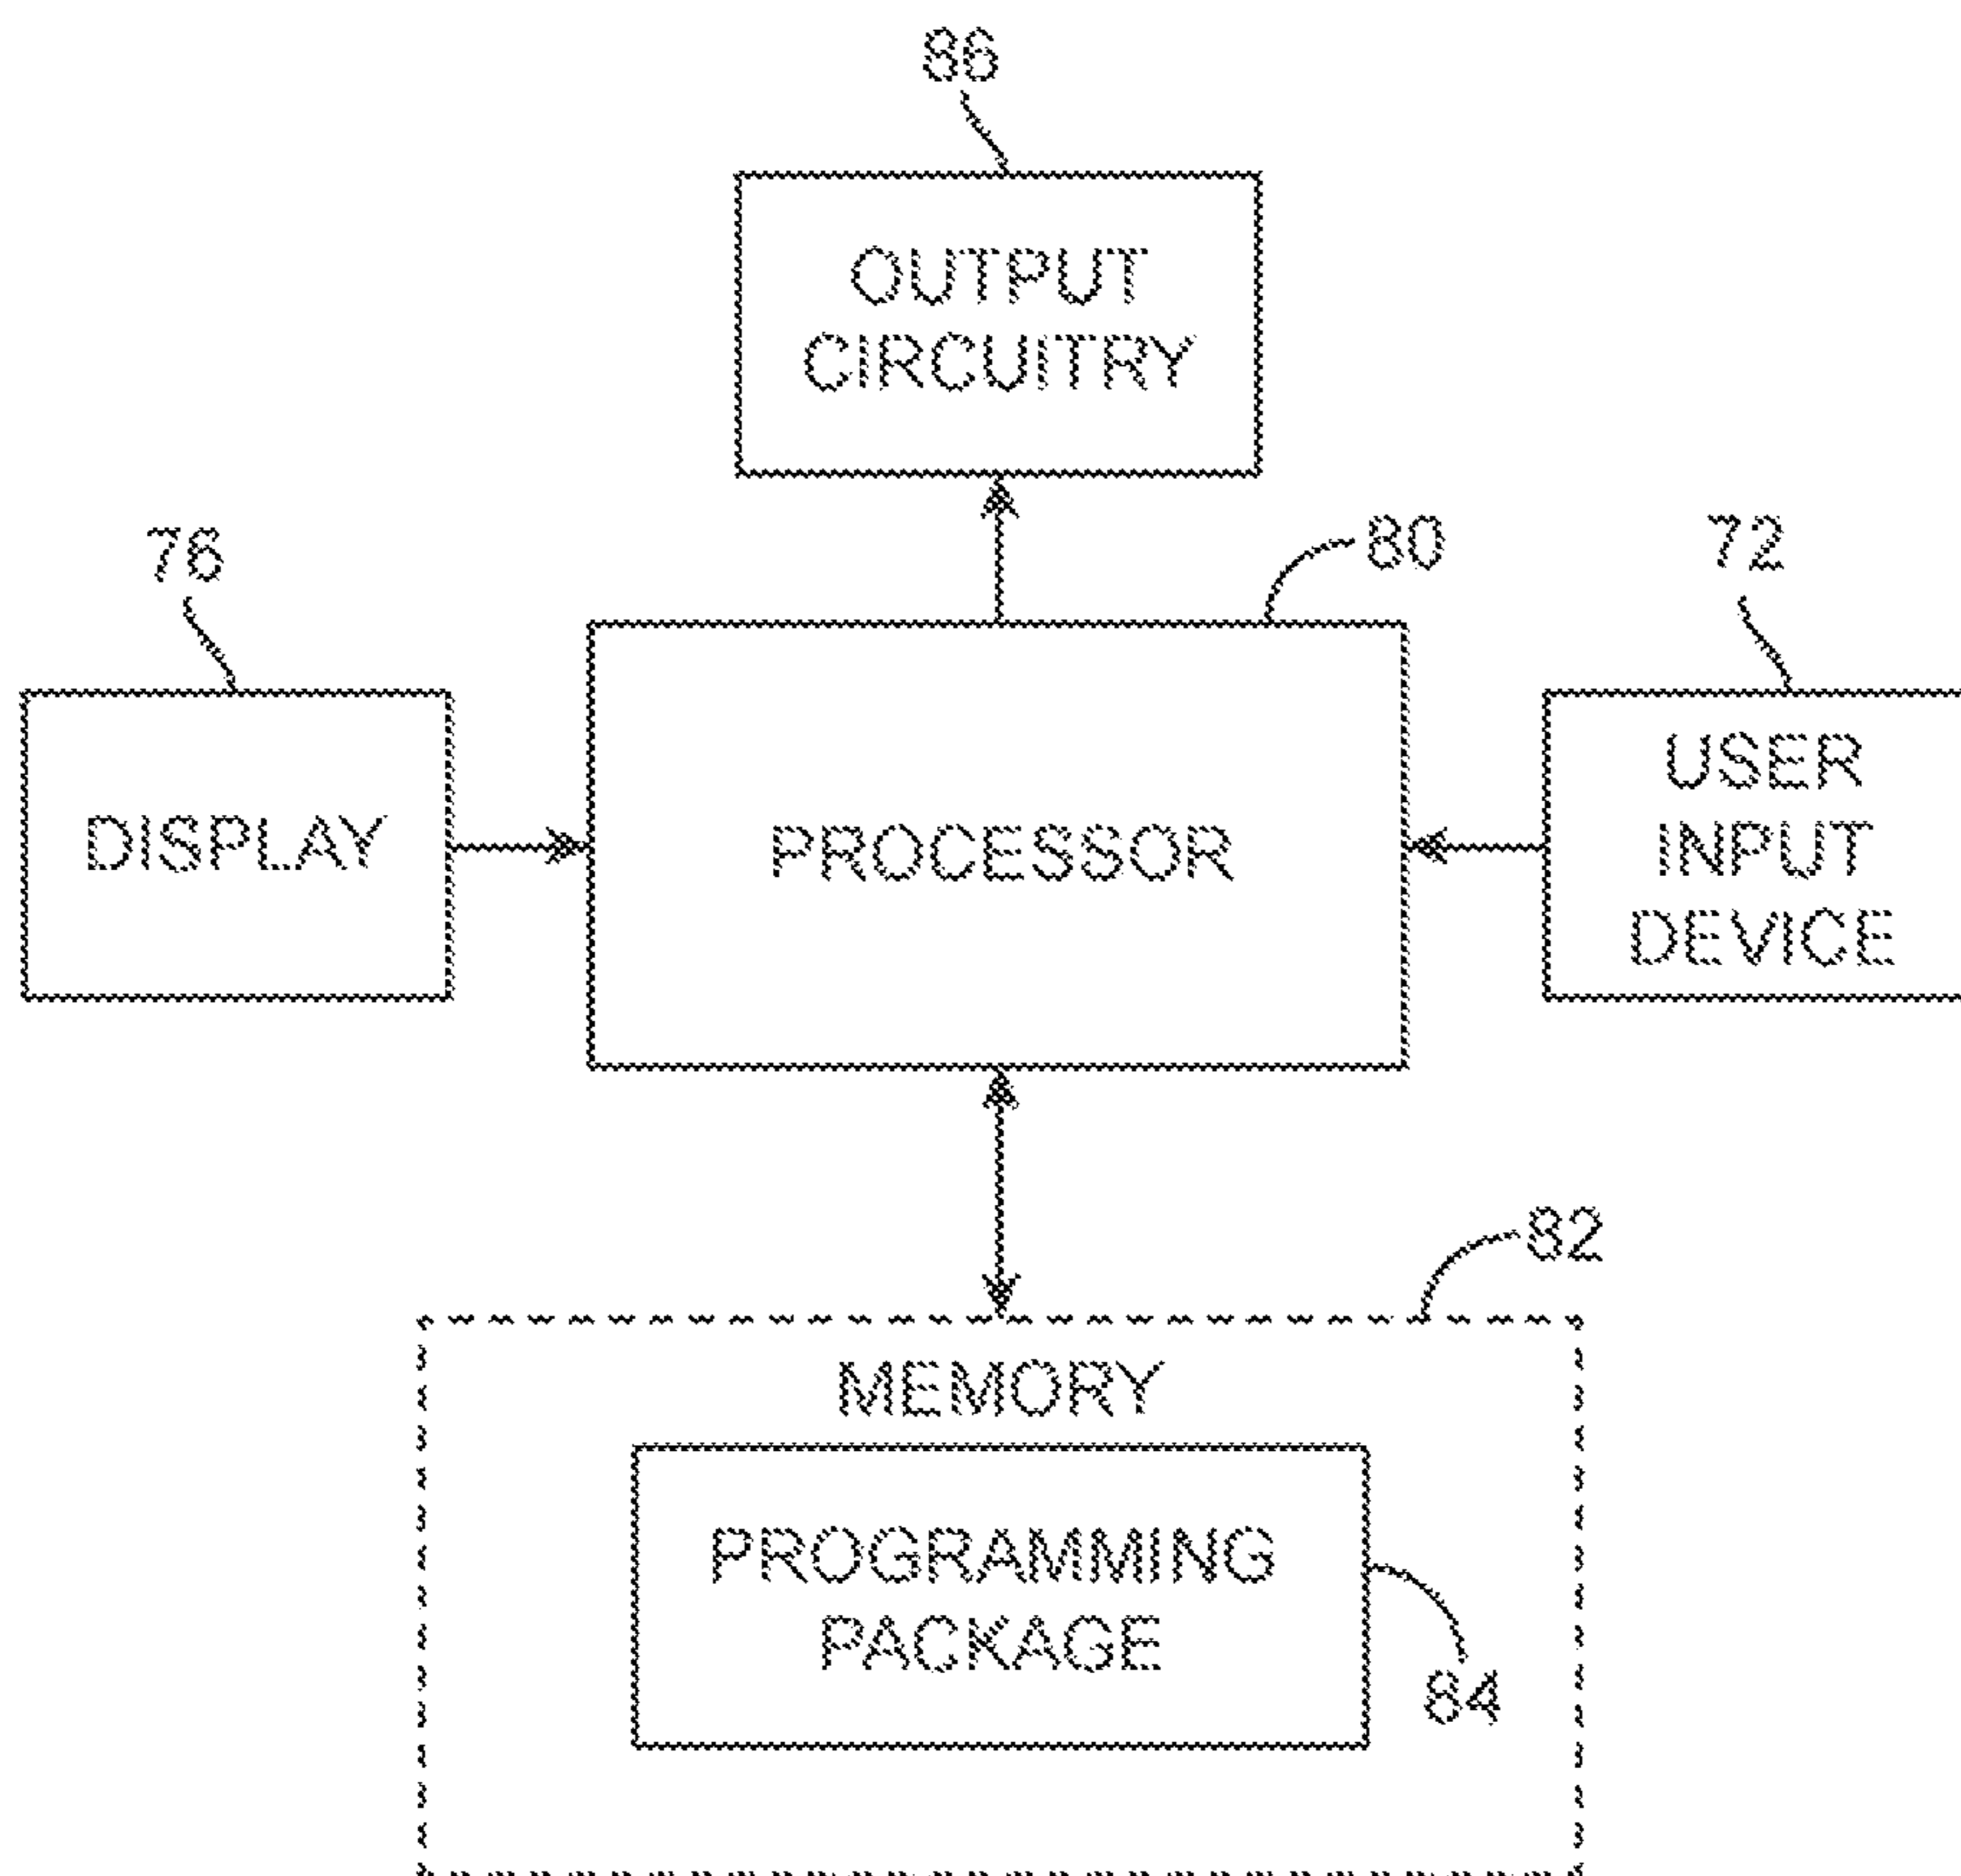 86
OUTPUT
CIRCUITRY
76
80
72
DISPLAY
PROCESSOR
USER
INPUT
DEVICE
82
MEMORY
PROGRAMMING
PACKAGE
84